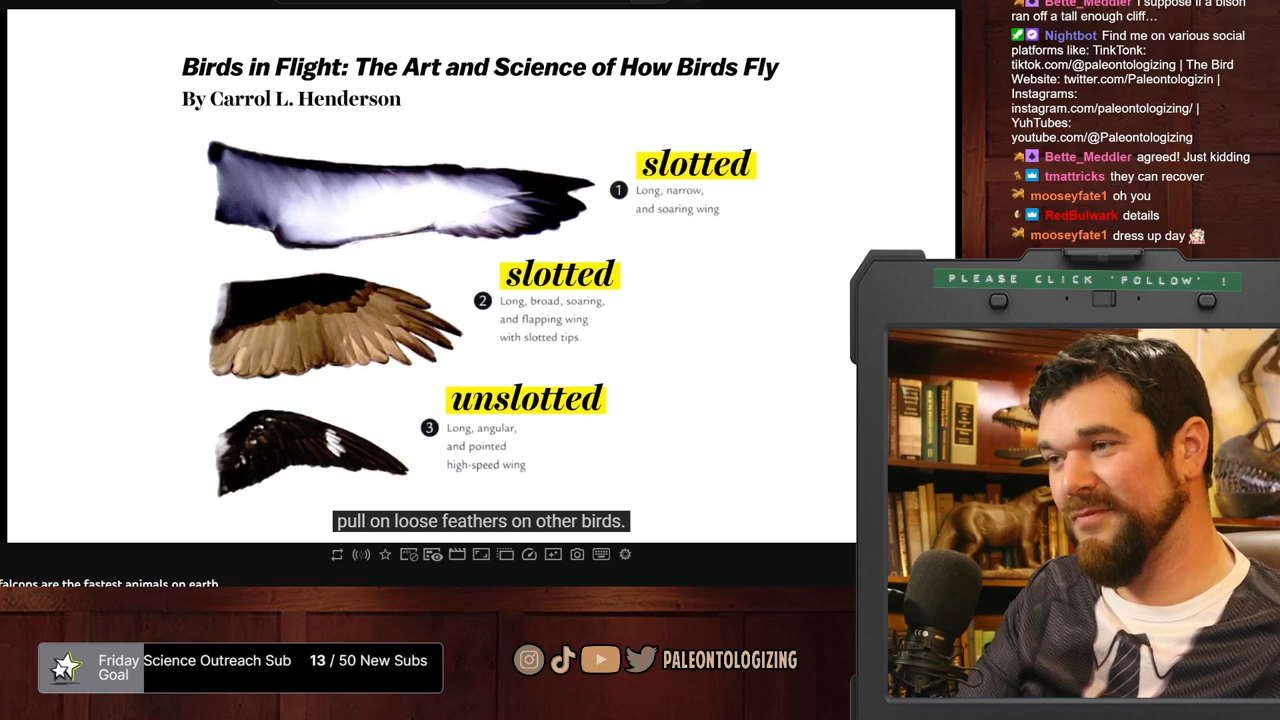 Birds in Flight: The Art and Science of How Birds Fly
By Carrol L. Henderson
slotted
1
Long, narrow,
and soaring wing
slotted
2
Long, broad, soaring,
and flapping wing
with slotted tips
unslotted
3
Long, angular,
and pointed
high-speed wing
pull on loose feathers on other birds.
falcons are the fastest animals on earth
Friday Science Outreach Sub
Goal
13 / 50 New Subs
PALEONTOLOGIZING
Bette_Meddler I suppose if a bison
ran off a tall enough cliff…
Nightbot Find me on various social
platforms like: TinkTonk:
tiktok.com/@paleontologizing | The Bird
Website: twitter.com/Paleontologizin |
Instagrams:
instagram.com/paleontologizing/ |
YuhTubes:
youtube.com/@Paleontologizing
Bette_Meddler agreed! Just kidding
tmattricks they can recover
mooseyfate1 oh you
RedBulwark details
mooseyfate1 dress up day
PLEASE CLICK 'FOLLOW' !